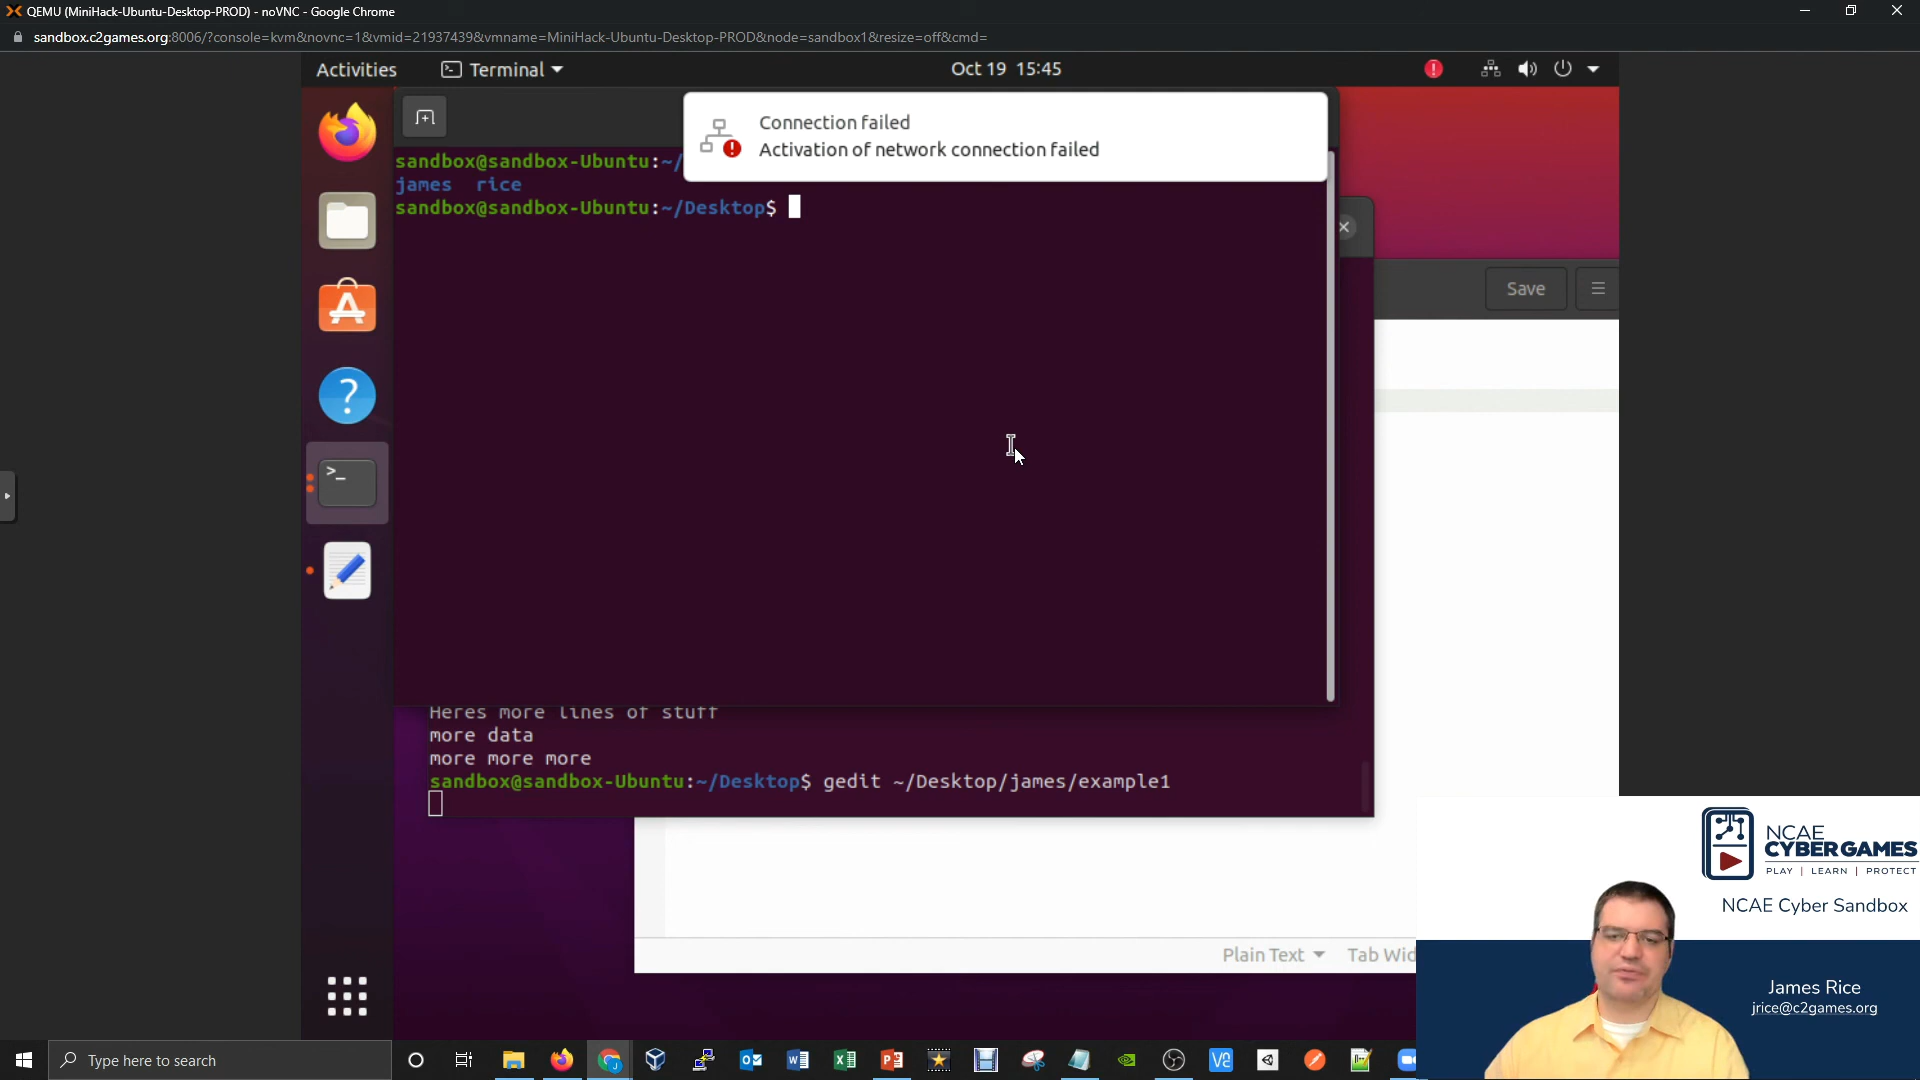 QEMU (MiniHack-Ubuntu-Desktop-PROD) - noVNC - Google Chrome
sandbox.c2games.org:8006/?console=kvm&novnc=1&vmid=21937439&vmname=MiniHack-Ubuntu-Desktop-PROD&node=sandbox1&resize=off&cmd=
Activities Terminal Oct 19 15:45
Connection failed
Activation of network connection failed
sandbox@sandbox-Ubuntu:~/
james rice
sandbox@sandbox-Ubuntu:~/Desktop$
Save
Heres more lines of stuff
more data
more more more
sandbox@sandbox-Ubuntu:~/Desktop$ gedit ~/Desktop/james/example1
Plain Text Tab Wid
NCAE
CYBERGAMES
PLAY | LEARN | PROTECT
NCAE Cyber Sandbox
James Rice
jrice@c2games.org
Type here to search